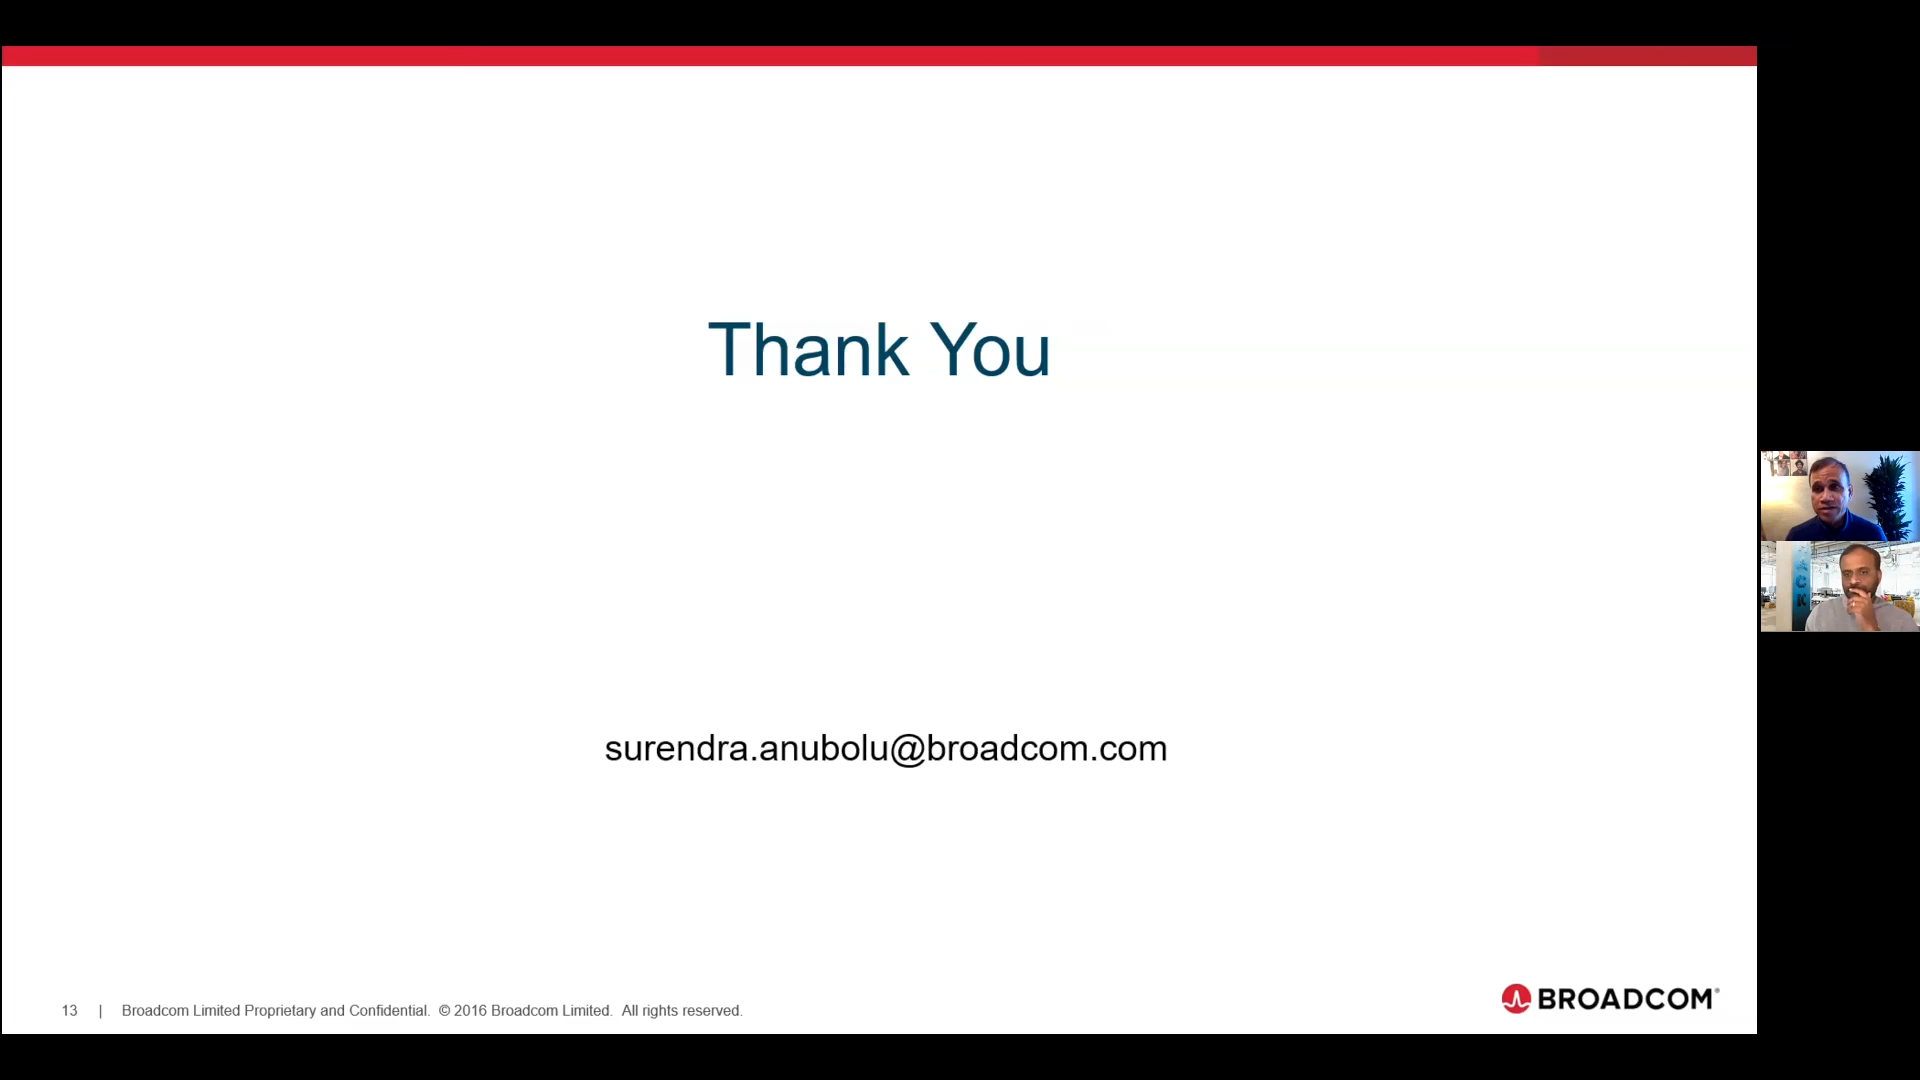 Thank You
surendra.anubolu@broadcom.com
13 | Broadcom Limited Proprietary and Confidential. © 2016 Broadcom Limited. All rights reserved.
BROADCOM®